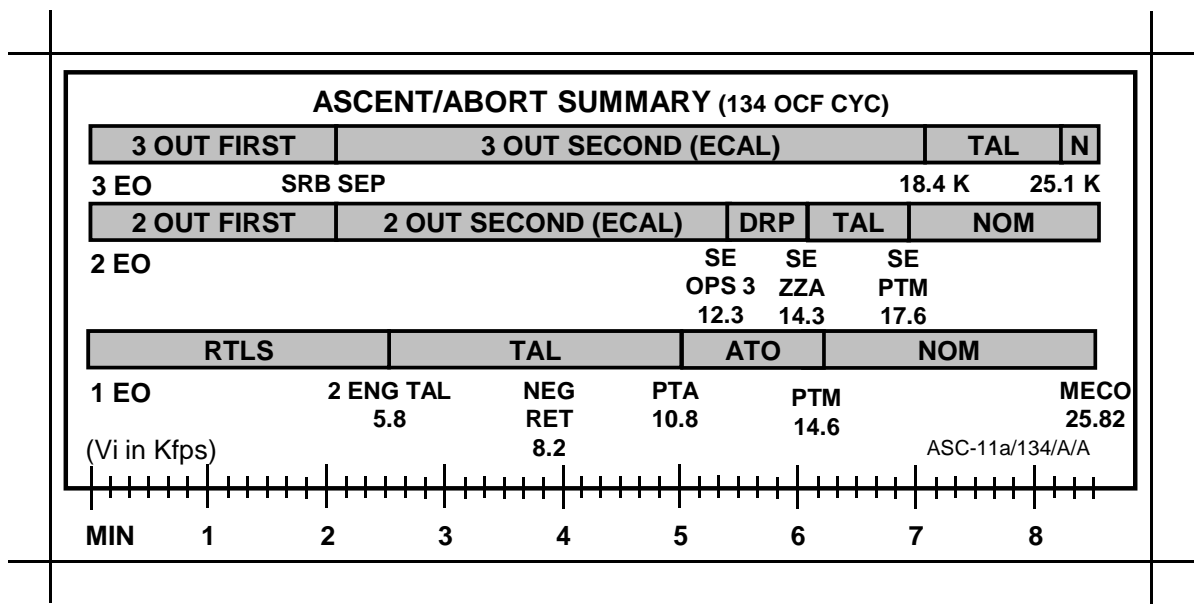 ASCENT/ABORT SUMMARY (134 OCF CYC)
3 OUT FIRST 3 OUT SECOND (ECAL) TAL N
3 EO SRB SEP 18.4 K 25.1 K
2 OUT FIRST 2 OUT SECOND (ECAL) DRP TAL NOM
2 EO SE SE SE
OPS 3 ZZA PTM
12.3 14.3 17.6
RTLS TAL ATO NOM
1 EO 2 ENG TAL NEG PTA PTM MECO
5.8 RET 10.8 14.6 25.82
(Vi in Kfps) 8.2 ASC-11a/134/A/A
MIN 1 2 3 4 5 6 7 8